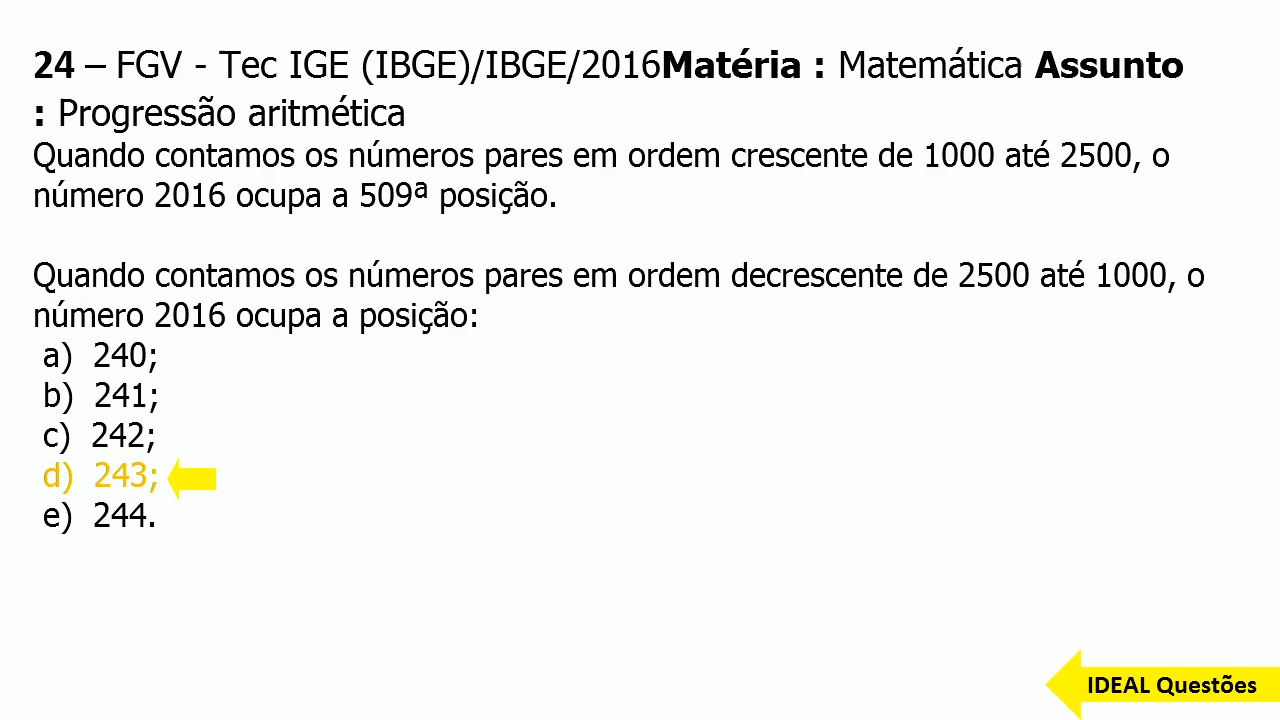 24 – FGV - Tec IGE (IBGE)/IBGE/2016Matéria : Matemática Assunto
: Progressão aritmética
Quando contamos os números pares em ordem crescente de 1000 até 2500, o
número 2016 ocupa a 509ª posição.
Quando contamos os números pares em ordem decrescente de 2500 até 1000, o
número 2016 ocupa a posição:
a) 240;
b) 241;
c) 242;
d) 243;
e) 244.
IDEAL Questões